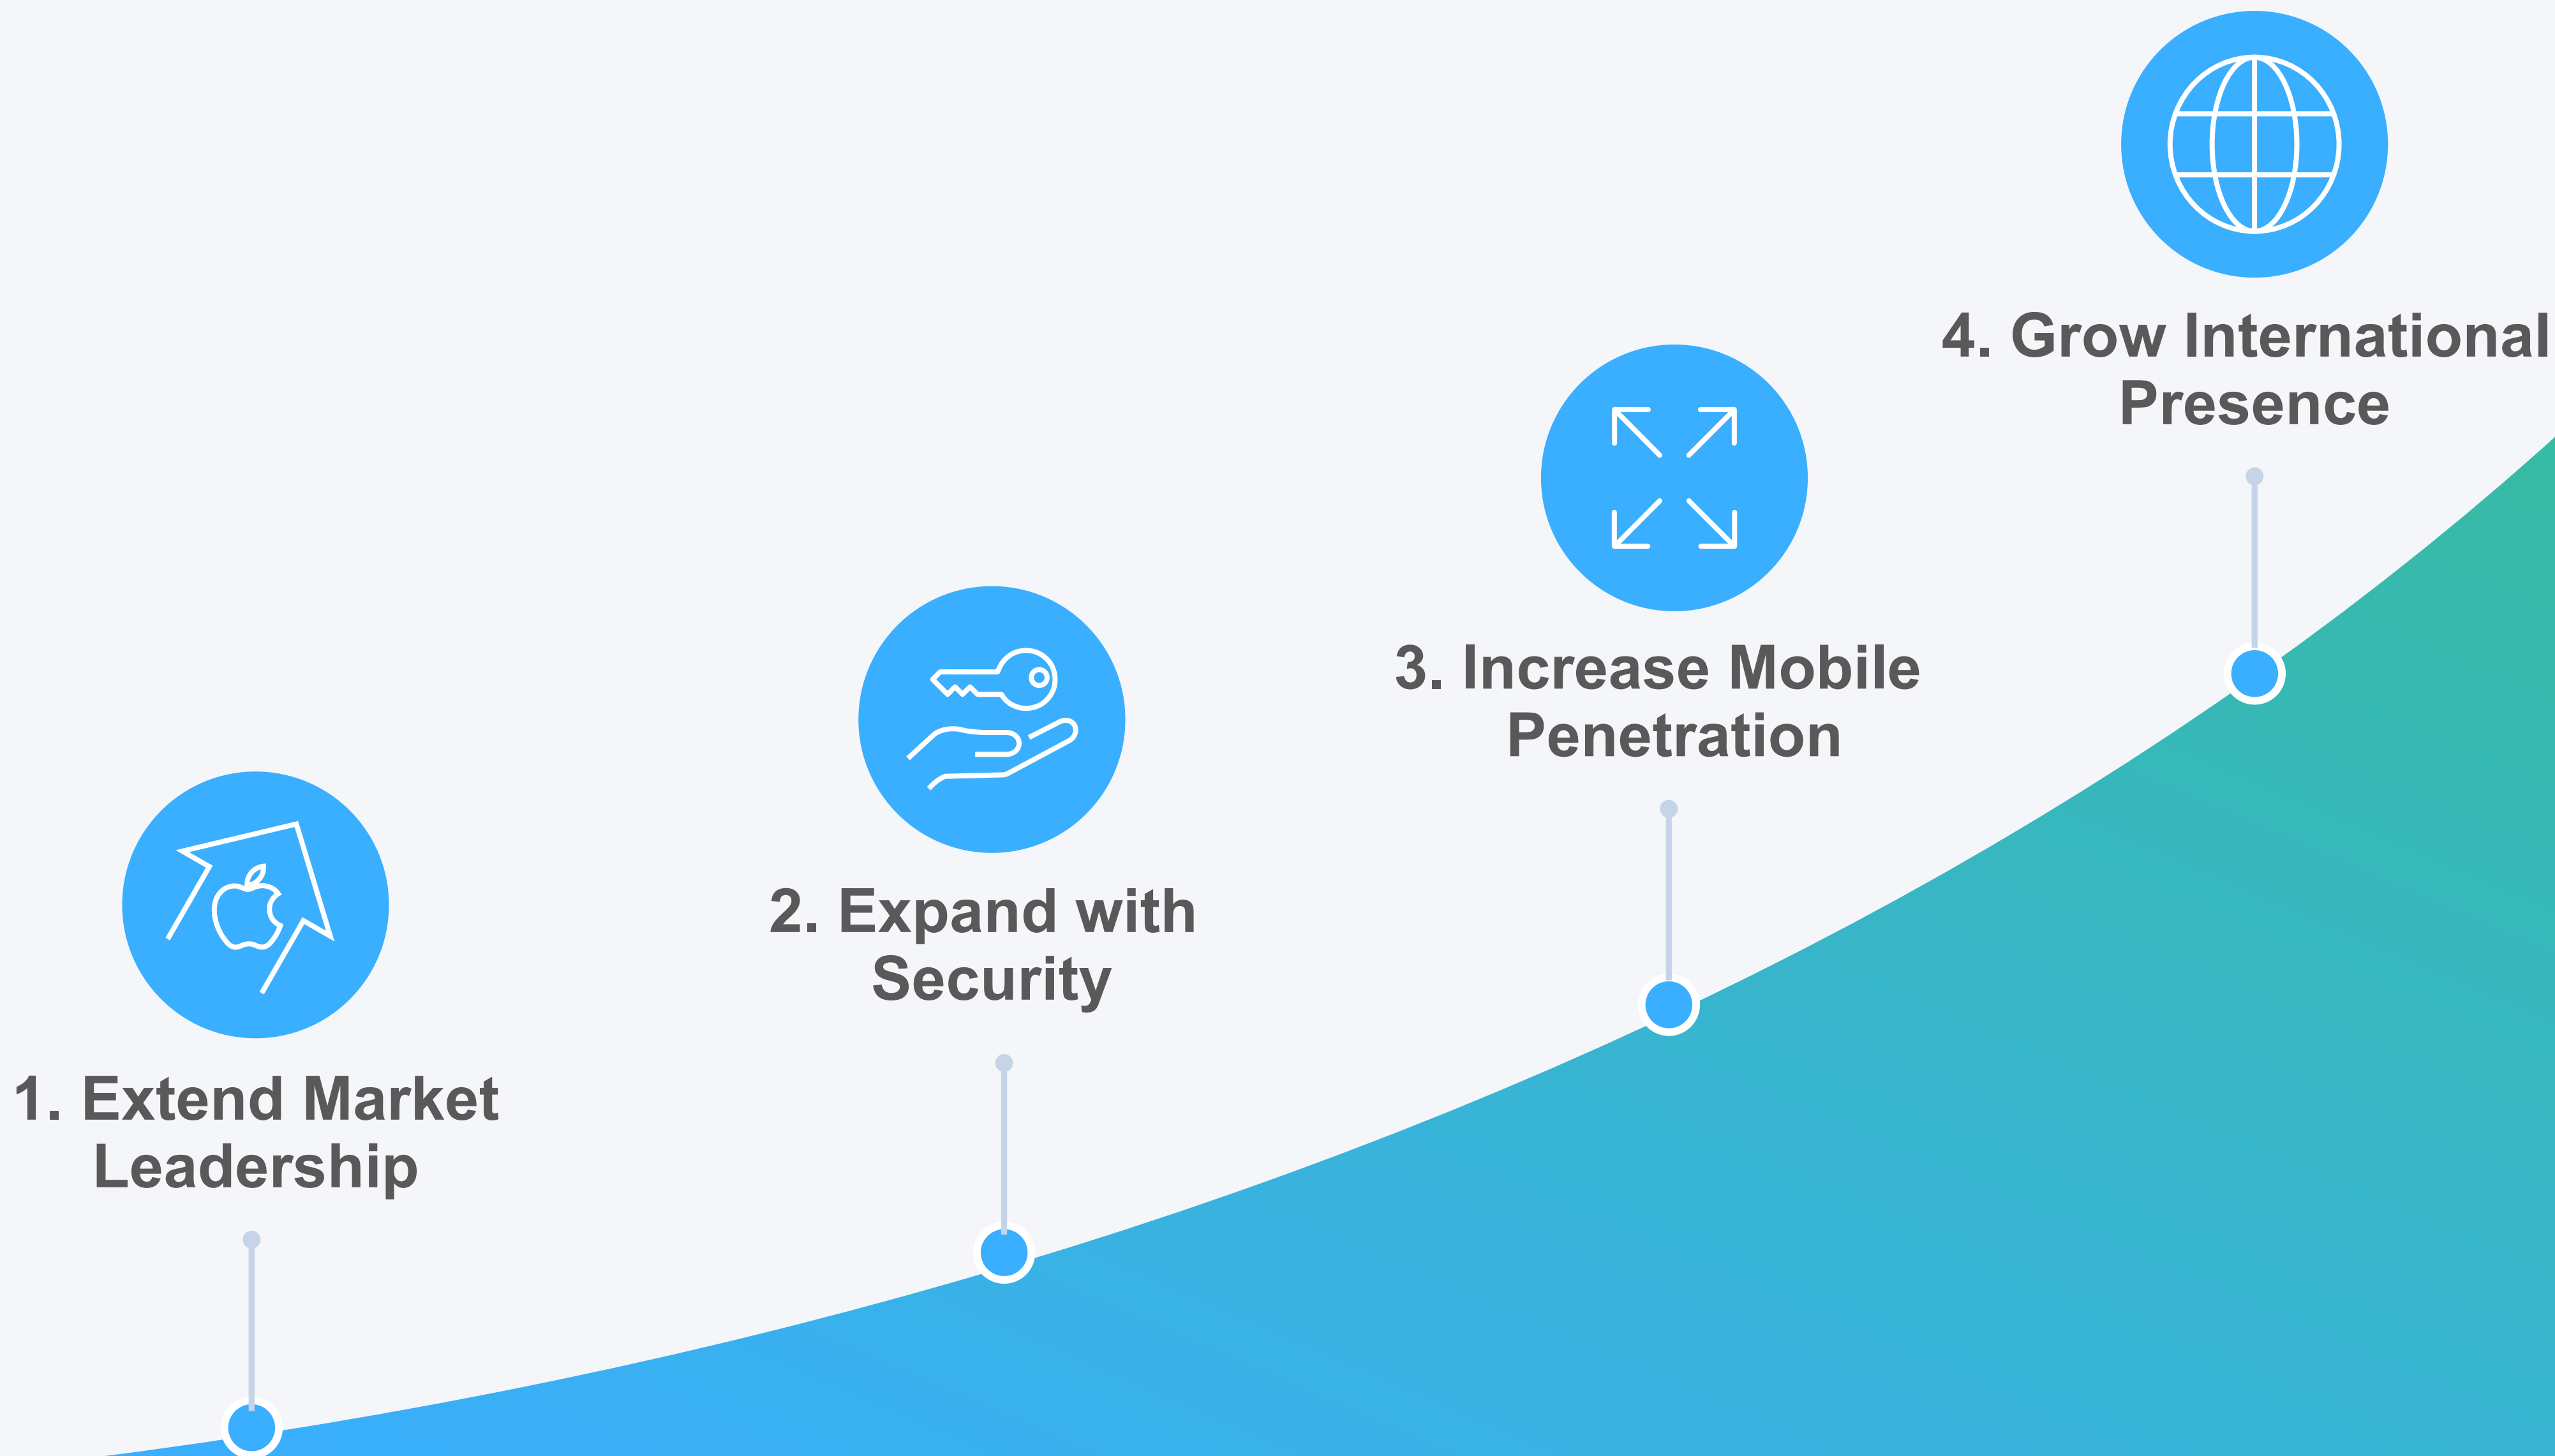 1. Extend Market
Leadership
2. Expand with
Security
3. Increase Mobile
Penetration
4. Grow International
Presence